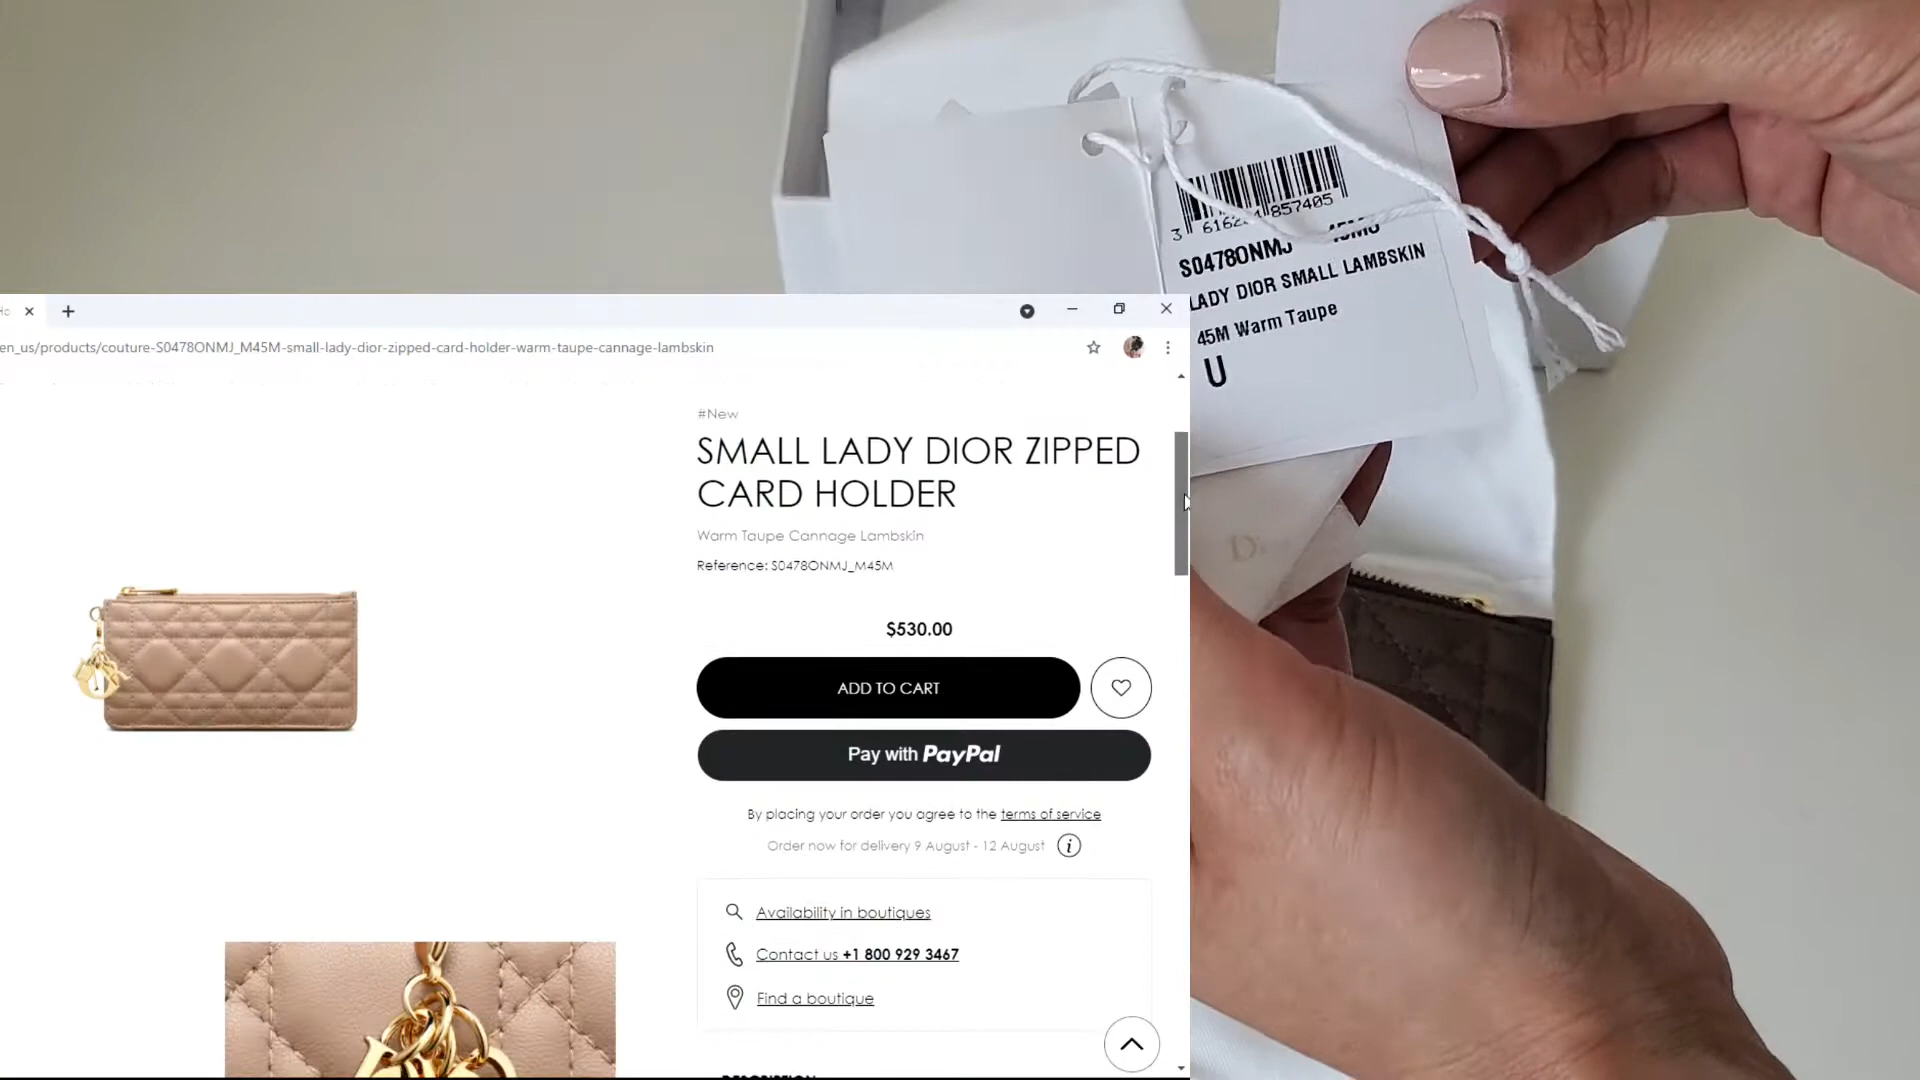 S0478ONMJ
LADY DIOR SMALL LAMBSKIN
45M Warm Taupe
U
en_us/products/couture-S0478ONMJ_M45M-small-lady-dior-zipped-card-holder-warm-taupe-cannage-lambskin
#New
SMALL LADY DIOR ZIPPED
CARD HOLDER
Warm Taupe Cannage Lambskin
Reference: S0478ONMJ_M45M
$530.00
ADD TO CART
Pay with PayPal
By placing your order you agree to the terms of service
Order now for delivery 9 August - 12 August
Availability in boutiques
Contact us +1 800 929 3467
Find a boutique
DESCRIPTION